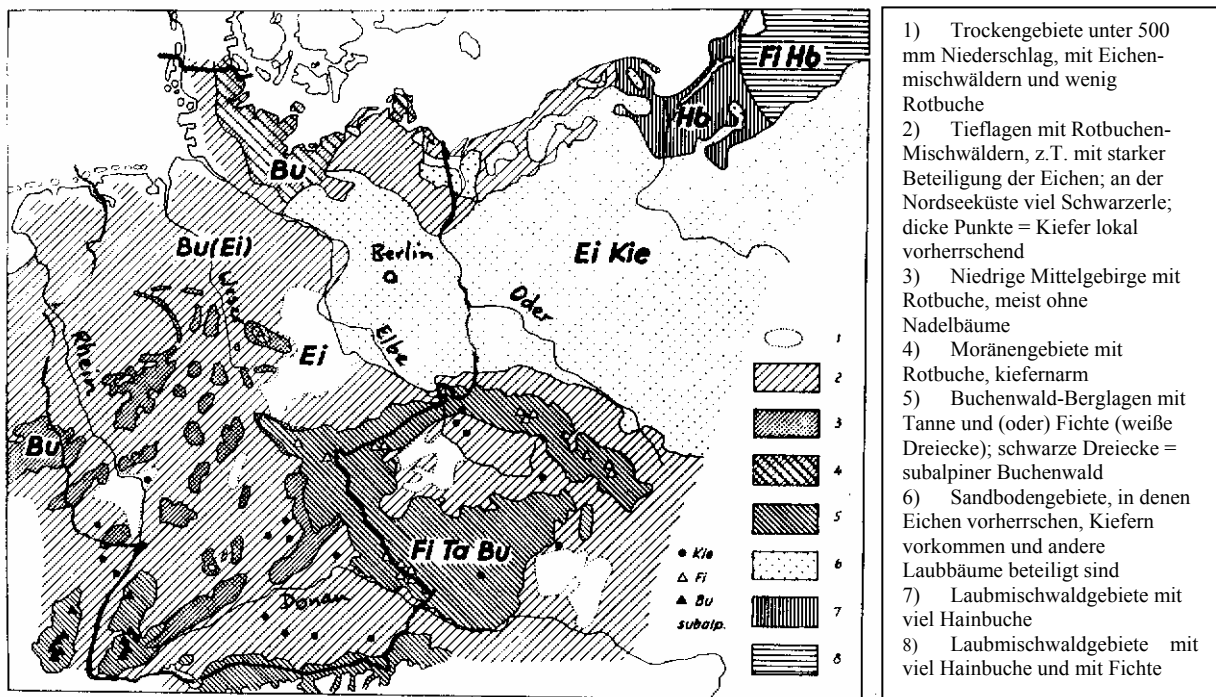 Fi Hb
Hb
Bu
Bu(Ei)
Weser
Berlin
Ei Kie
Oder
Elbe
Ei
Rhein
Bu
Fi Ta Bu
Donau
1
2
3
4
5
6
7
8
Kie
Fi
Bu
subalp.
1) Trockengebiete unter 500
mm Niederschlag, mit Eichen-
mischwäldern und wenig
Rotbuche
2) Tieflagen mit Rotbuchen-
Mischwäldern, z.T. mit starker
Beteiligung der Eichen; an der
Nordseeküste viel Schwarzerle;
dicke Punkte = Kiefer lokal
vorherrschend
3) Niedrige Mittelgebirge mit
Rotbuche, meist ohne
Nadelbäume
4) Moränengebiete mit
Rotbuche, kiefernarm
5) Buchenwald-Berglagen mit
Tanne und (oder) Fichte (weiße
Dreiecke); schwarze Dreiecke =
subalpiner Buchenwald
6) Sandbodengebiete, in denen
Eichen vorherrschen, Kiefern
vorkommen und andere
Laubbäume beteiligt sind
7) Laubmischwaldgebiete mit
viel Hainbuche
8) Laubmischwaldgebiete mit
viel Hainbuche und mit Fichte